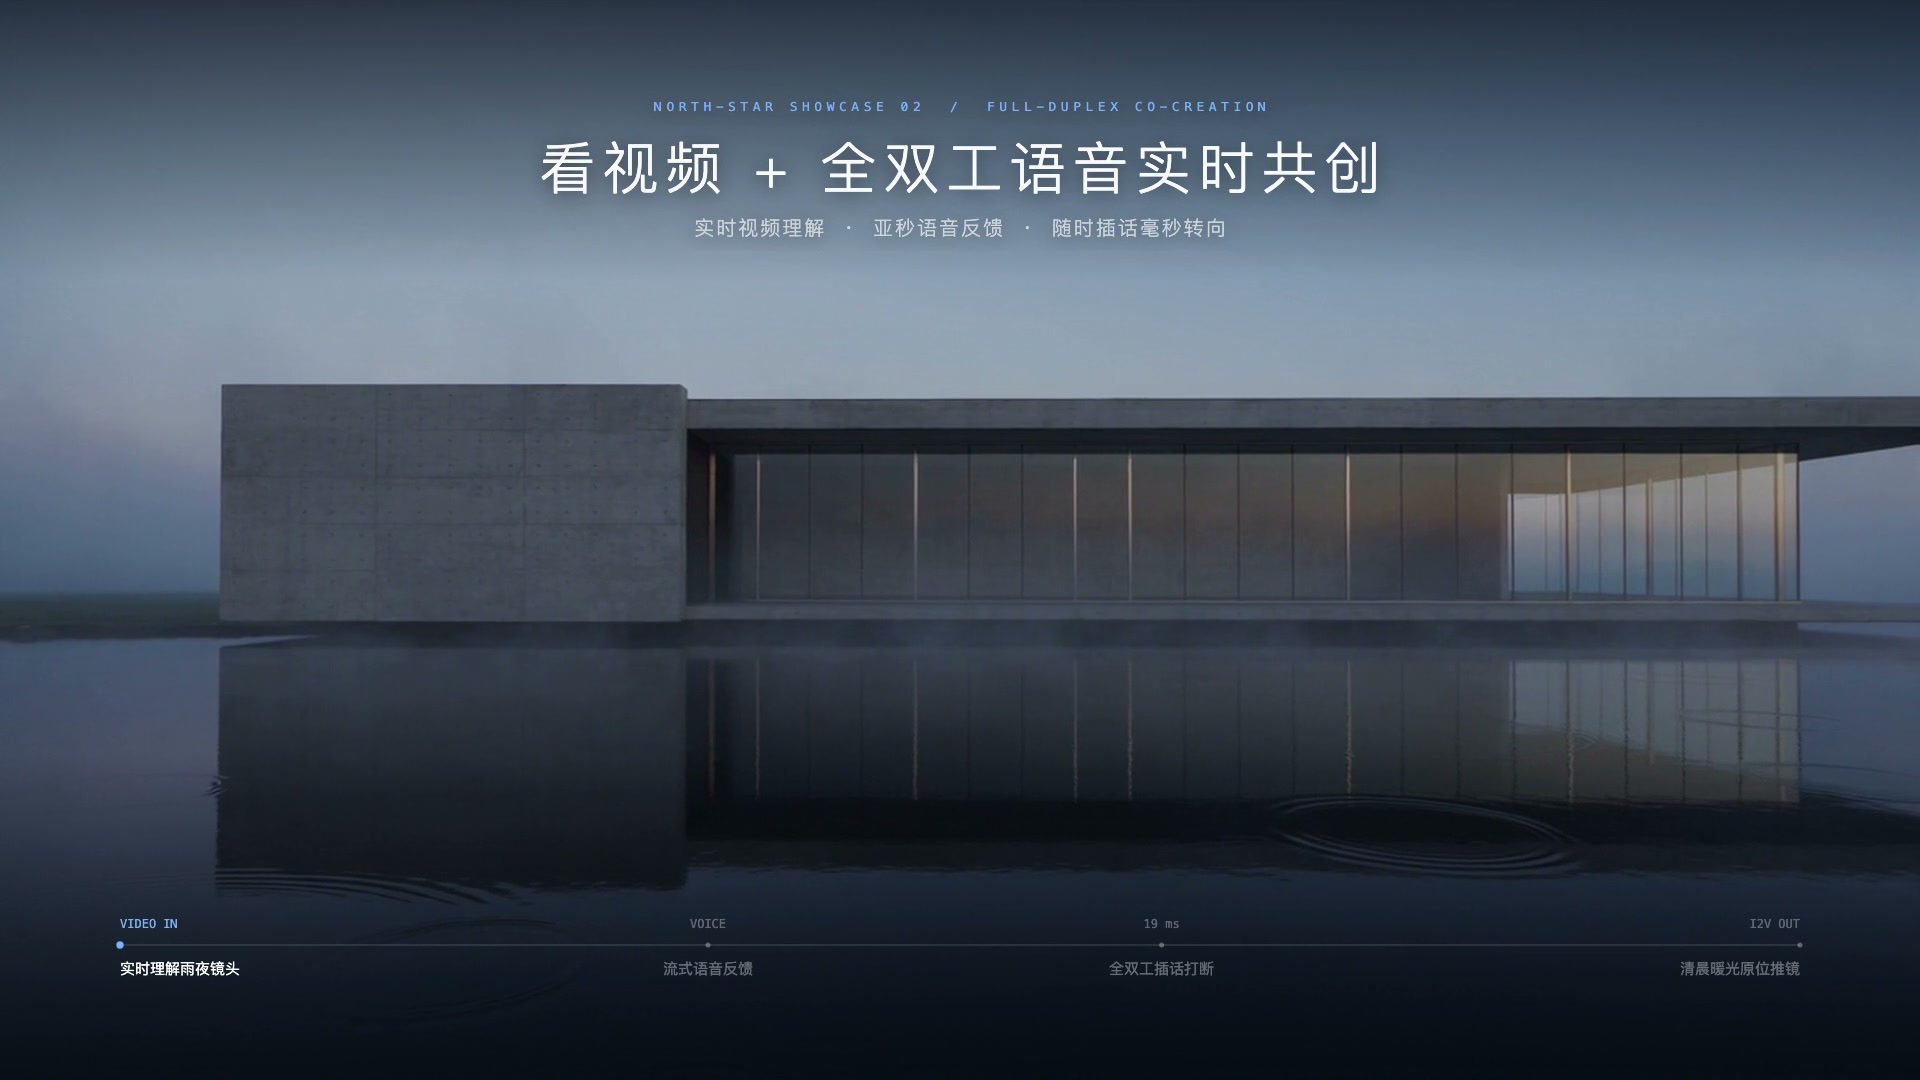 NORTH-STAR SHOWCASE 02 / FULL-DUPLEX CO-CREATION
看视频 + 全双工语音实时共创
实时视频理解 · 亚秒语音反馈 · 随时插话毫秒转向
VIDEO IN
实时理解雨夜镜头
VOICE
流式语音反馈
19 ms
全双工插话打断
I2V OUT
清晨暖光原位推镜